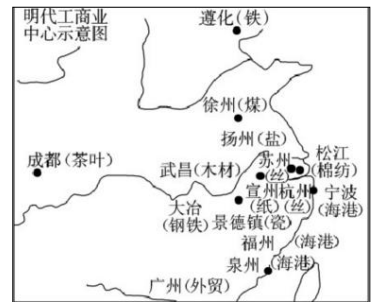 明代工商业
中心示意图
遵化(铁)
徐州(煤)
扬州(盐)
成都(茶叶)
武昌(木材)
苏州
(丝)
松江
(棉纺)
宣州
(纸)
杭州
(丝)
宁波
(海港)
大冶
(钢铁)
景德镇(瓷)
福州 (海港)
泉州 (海港)
广州(外贸)